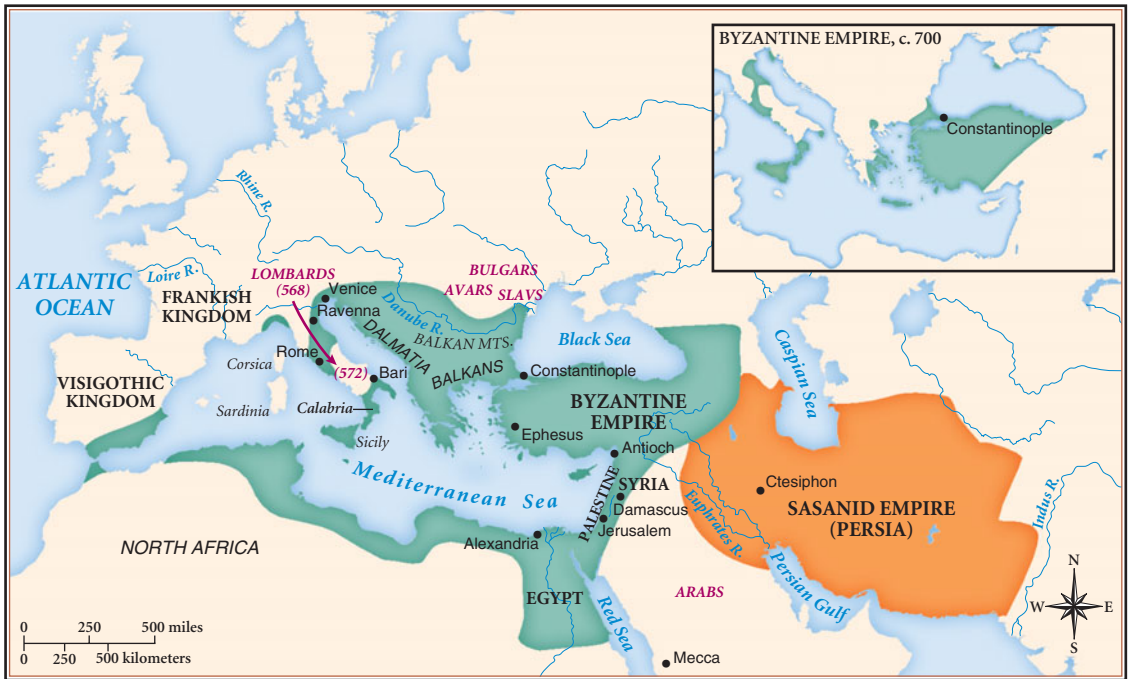 BYZANTINE EMPIRE, c. 700
Constantinople
Rhine R.
ATLANTIC
OCEAN
Loire R.
FRANKISH
KINGDOM
LOMBARDS
(568)
Venice
Ravenna
BULGARS
AVARS
SLAVS
Danube R.
DALMATIA
BALKAN MTS.
BALKANS
Black Sea
Caspian Sea
Corsica
Rome
(572)
Bari
Constantinople
VISIGOTHIC
KINGDOM
Sardinia
Calabria
Sicily
BYZANTINE
EMPIRE
Ephesus
Antioch
Mediterranean Sea
SYRIA
PALESTINE
Damascus
Jerusalem
Euphrates R.
Ctesiphon
SASANID EMPIRE
(PERSIA)
Indus R.
NORTH AFRICA
Alexandria
EGYPT
Red Sea
ARABS
Persian Gulf
Mecca
0 250 500 miles
0 250 500 kilometers
N
W E
S